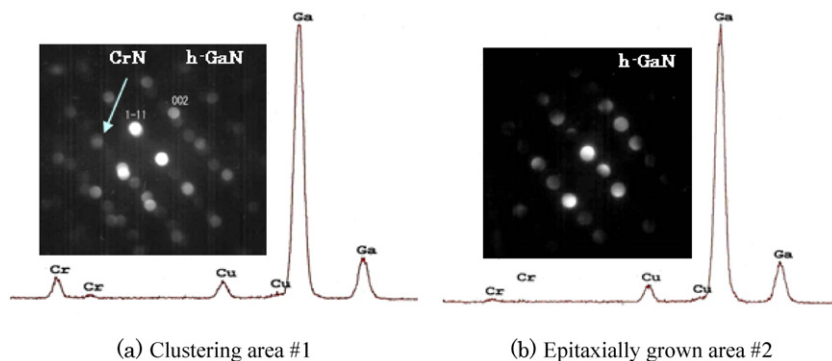 Ga
CrN h-GaN
002
1-11
Cr
Cr
Cu
Cu
Ga
(a) Clustering area #1
Ga
h-GaN
Cr
Cr
Cu
Cu
Ga
(b) Epitaxially grown area #2